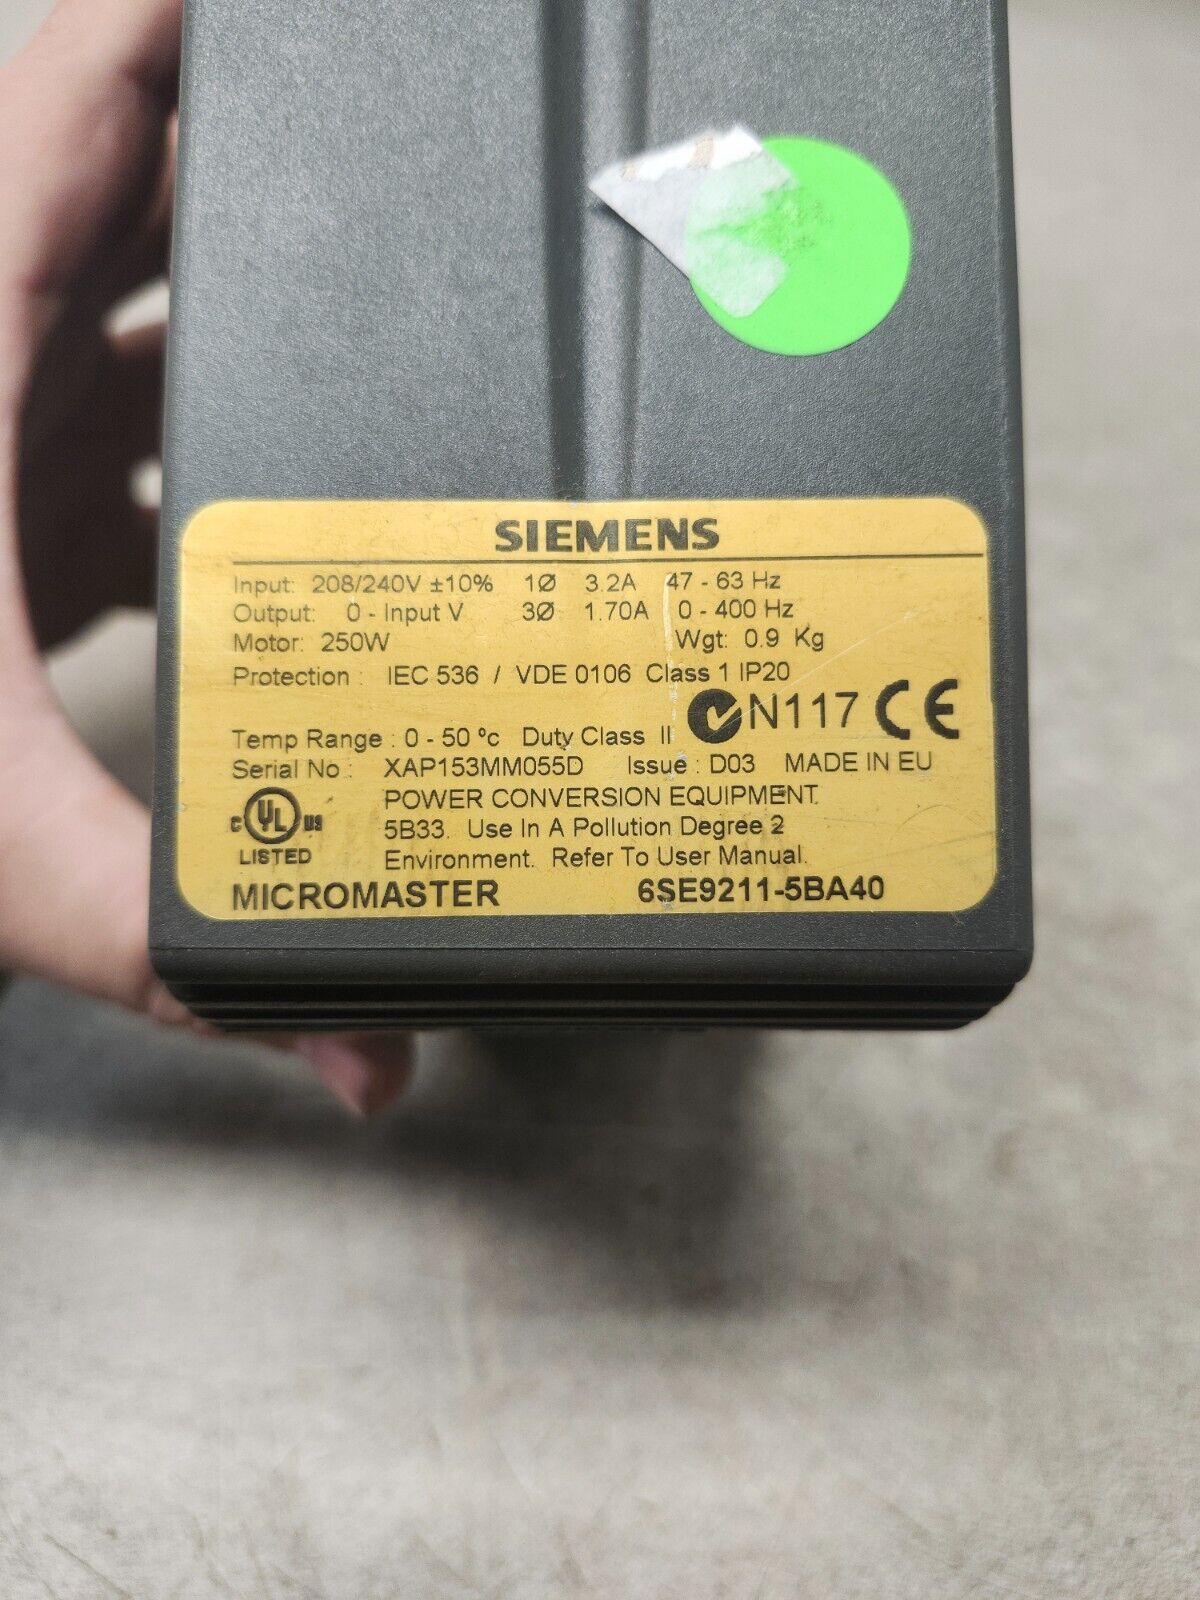 SIEMENS
Input: 208/240V ±10% 1Ø 3.2A 47 - 63 Hz
Output: 0 - Input V 3Ø 1.70A 0 - 400 Hz
Motor: 250W Wgt: 0.9 Kg
Protection : IEC 536 / VDE 0106 Class 1 IP20
N117 CE
Temp Range : 0 - 50 ºc Duty Class II
Serial No : XAP153MM055D Issue : D03 MADE IN EU
POWER CONVERSION EQUIPMENT
C UL US 5B33. Use In A Pollution Degree 2
LISTED Environment. Refer To User Manual.
MICROMASTER 6SE9211-5BA40